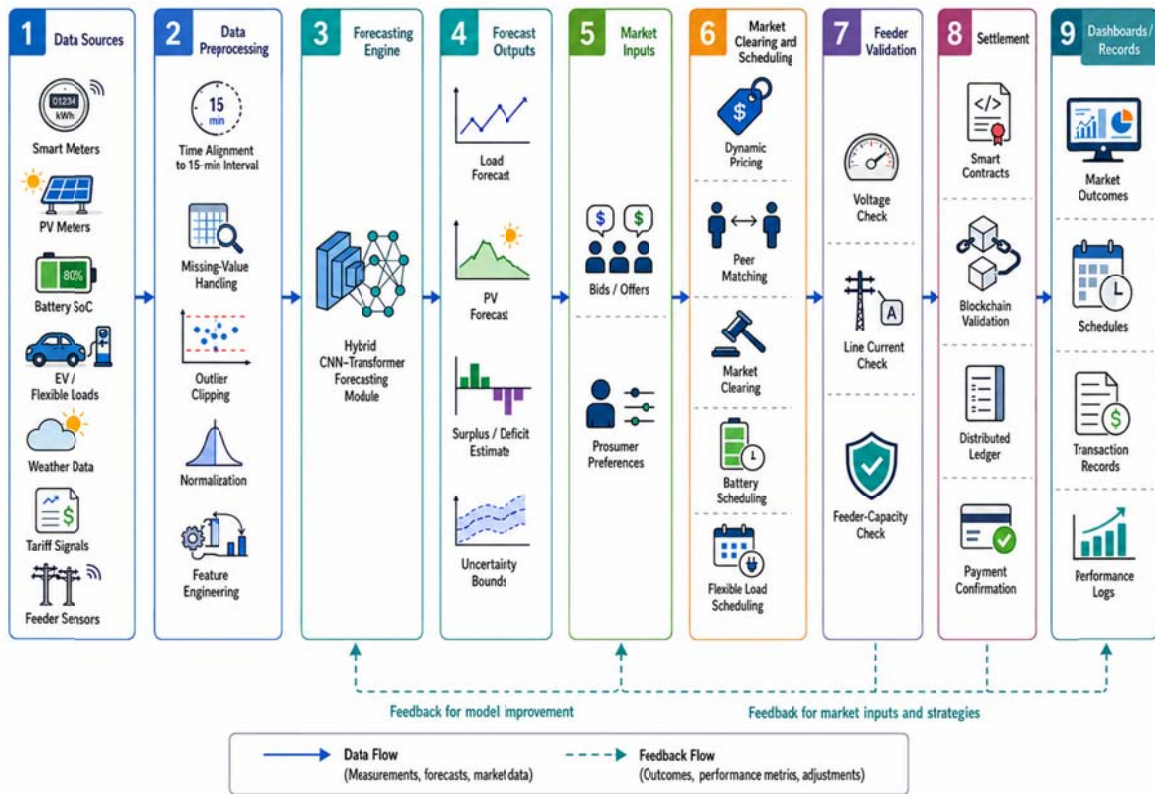 1 Data Sources
01234
kWh
Smart Meters
PV Meters
80%
Battery SoC
EV /
Flexible Loads
Weather Data
$
Tariff Signals
Feeder Sensors
2 Data
Preprocessing
15
min
Time Alignment
to 15-min Interval
Missing-Value
Handling
Outlier
Clipping
Normalization
Feature
Engineering
3 Forecasting
Engine
Hybrid
CNN–Transformer
Forecasting
Module
4 Forecast
Outputs
Load
Forecast
PV
Forecast
Surplus / Deficit
Estimate
Uncertainty
Bounds
5 Market
Inputs
$ $
Bids / Offers
Prosumer
Preferences
6 Market
Clearing and
Scheduling
$
Dynamic
Pricing
Peer
Matching
Market
Clearing
Battery
Scheduling
Flexible Load
Scheduling
7 Feeder
Validation
Voltage
Check
A
Line Current
Check
Feeder-Capacity
Check
8 Settlement
</>
Smart
Contracts
Blockchain
Validation
Distributed
Ledger
Payment
Confirmation
9 Dashboards /
Records
Market
Outcomes
Schedules
$
Transaction
Records
Performance
Logs
Feedback for model improvement
Feedback for market inputs and strategies
Data Flow
(Measurements, forecasts, market data)
Feedback Flow
(Outcomes, performance metrics, adjustments)